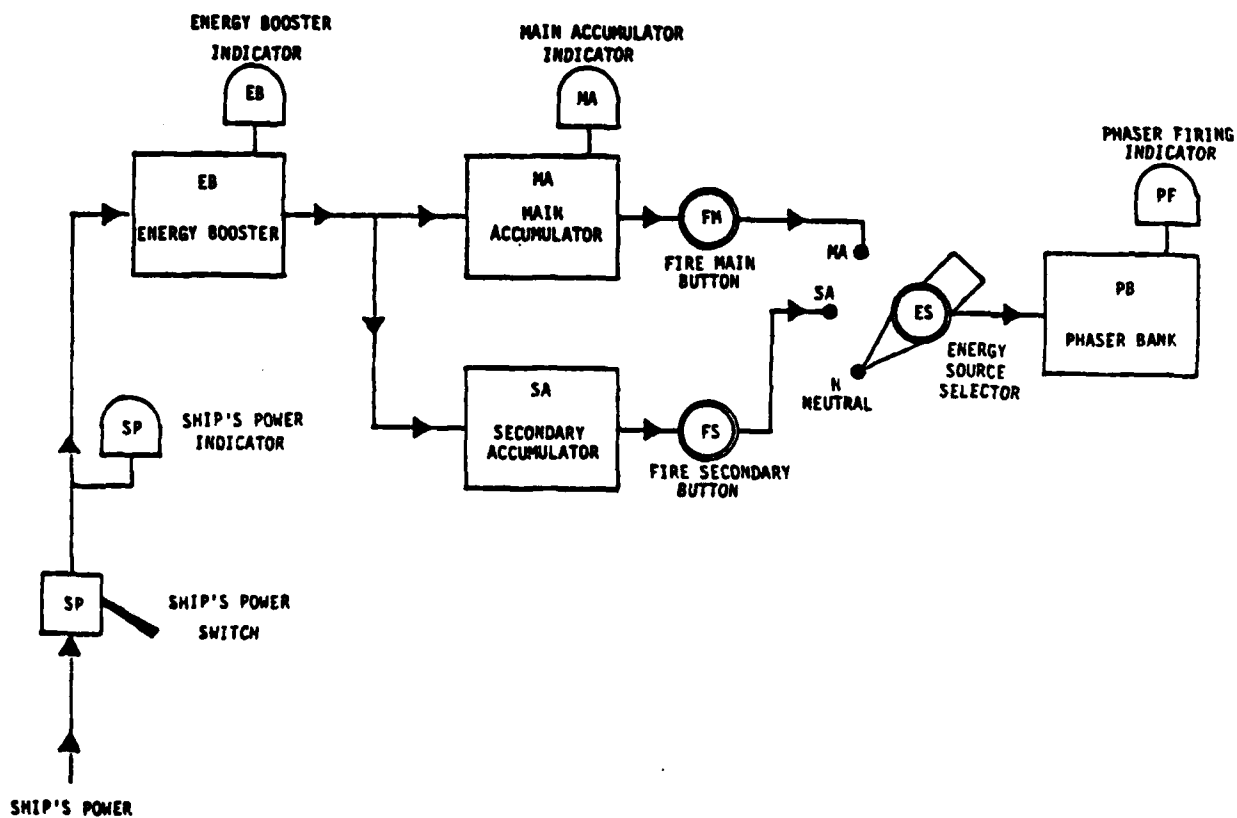 ENERGY BOOSTER
INDICATOR
EB
MAIN ACCUMULATOR
INDICATOR
MA
PHASER FIRING
INDICATOR
PF
EB
ENERGY BOOSTER
MA
MAIN
ACCUMULATOR
FM
FIRE MAIN
BUTTON
MA
SA
ES
ENERGY
SOURCE
SELECTOR
N
NEUTRAL
PB
PHASER BANK
SP
SHIP'S POWER
INDICATOR
SA
SECONDARY
ACCUMULATOR
FS
FIRE SECONDARY
BUTTON
SP
SHIP'S POWER
SWITCH
SHIP'S POWER